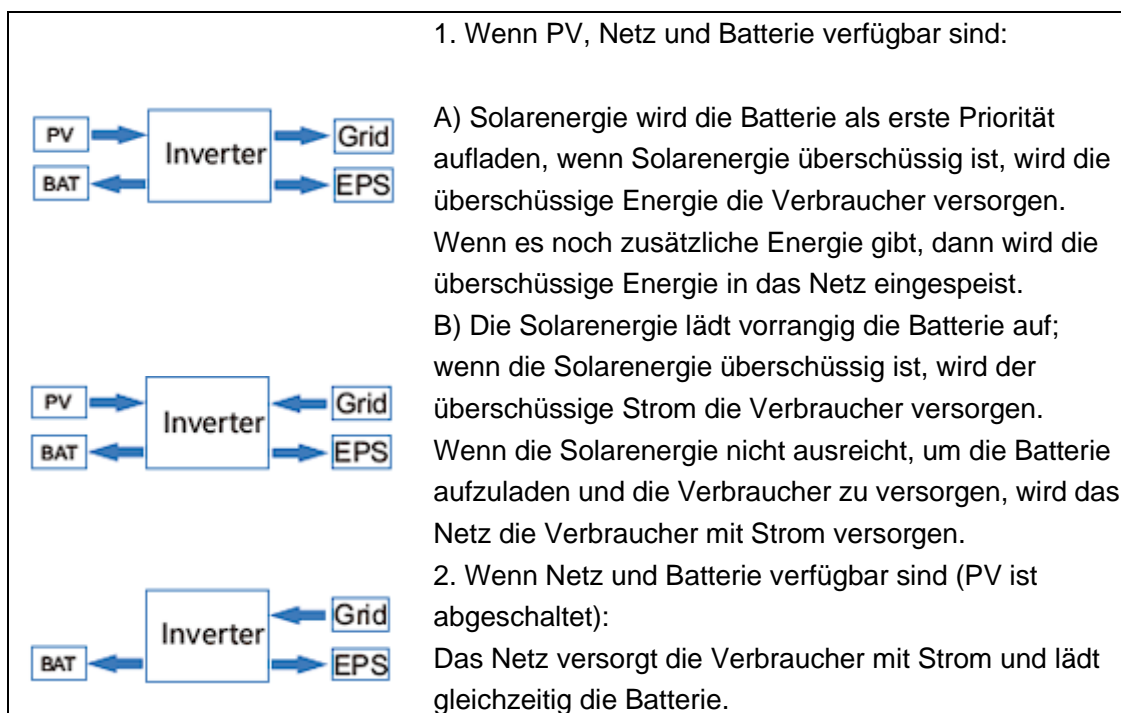 1. Wenn PV, Netz und Batterie verfügbar sind:
PV
BAT
Inverter
Grid
EPS
A) Solarenergie wird die Batterie als erste Priorität
aufladen, wenn Solarenergie überschüssig ist, wird die
überschüssige Energie die Verbraucher versorgen.
Wenn es noch zusätzliche Energie gibt, dann wird die
überschüssige Energie in das Netz eingespeist.
PV
BAT
Inverter
Grid
EPS
B) Die Solarenergie lädt vorrangig die Batterie auf;
wenn die Solarenergie überschüssig ist, wird der
überschüssige Strom die Verbraucher versorgen.
Wenn die Solarenergie nicht ausreicht, um die Batterie
aufzuladen und die Verbraucher zu versorgen, wird das
Netz die Verbraucher mit Strom versorgen.
BAT
Inverter
Grid
EPS
2. Wenn Netz und Batterie verfügbar sind (PV ist
abgeschaltet):
Das Netz versorgt die Verbraucher mit Strom und lädt
gleichzeitig die Batterie.